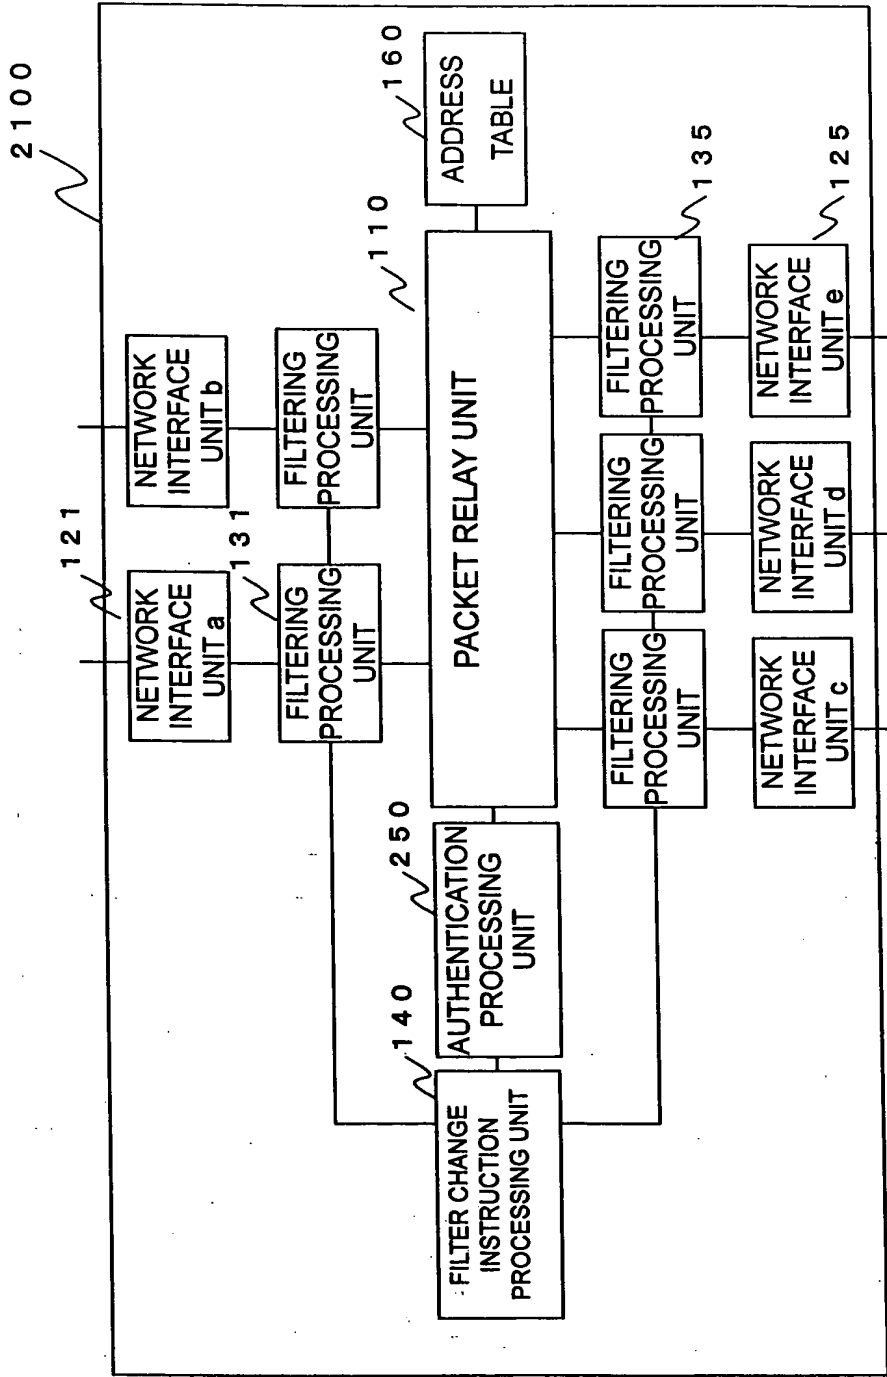 2100
121
NETWORK
INTERFACE
UNIT a
NETWORK
INTERFACE
UNIT b
131
FILTERING
PROCESSING
UNIT
FILTERING
PROCESSING
UNIT
140
FILTER CHANGE
INSTRUCTION
PROCESSING UNIT
250
AUTHENTICATION
PROCESSING
UNIT
110
PACKET RELAY UNIT
160
ADDRESS
TABLE
FILTERING
PROCESSING
UNIT
FILTERING
PROCESSING
UNIT
FILTERING
PROCESSING
UNIT
135
NETWORK
INTERFACE
UNIT c
NETWORK
INTERFACE
UNIT d
NETWORK
INTERFACE
UNIT e
125